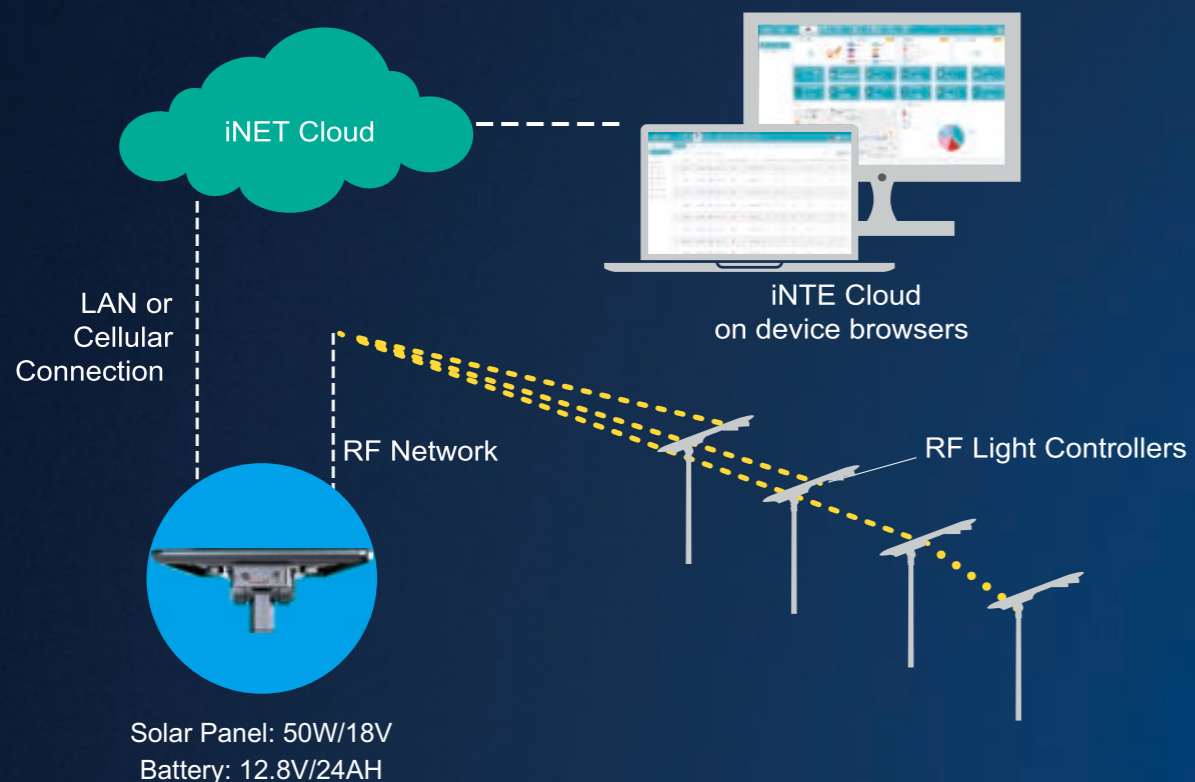 iNET Cloud
iNTE Cloud
on device browsers
LAN or
Cellular
Connection
RF Network
RF Light Controllers
Solar Panel: 50W/18V
Battery: 12.8V/24AH